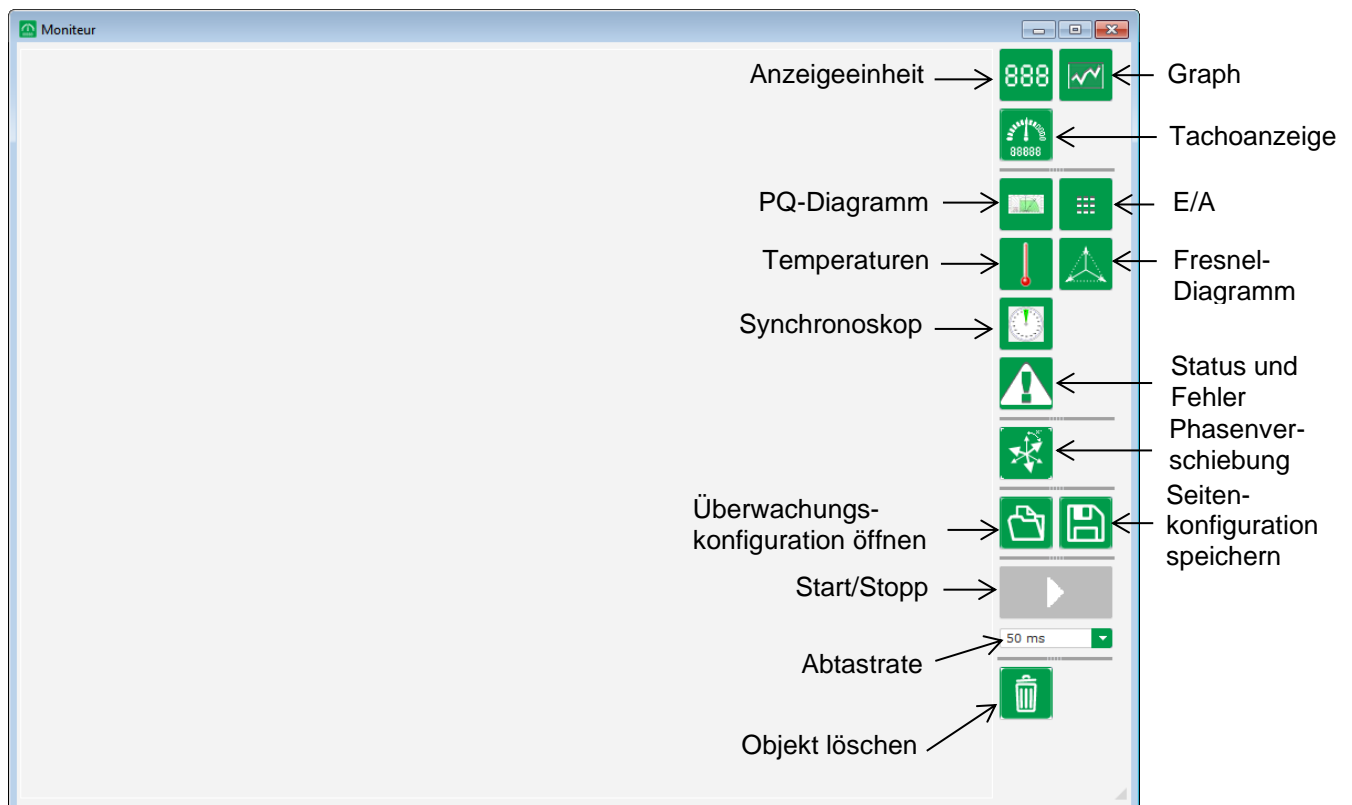 Moniteur
Anzeigeeinheit
888
Graph
88888
Tachoanzeige
PQ-Diagramm
E/A
Temperaturen
Fresnel-
Diagramm
Synchronoskop
Status und
Fehler
Phasenver-
schiebung
Überwachungs-
konfiguration öffnen
Seiten-
konfiguration
speichern
Start/Stopp
50 ms
Abtastrate
Objekt löschen